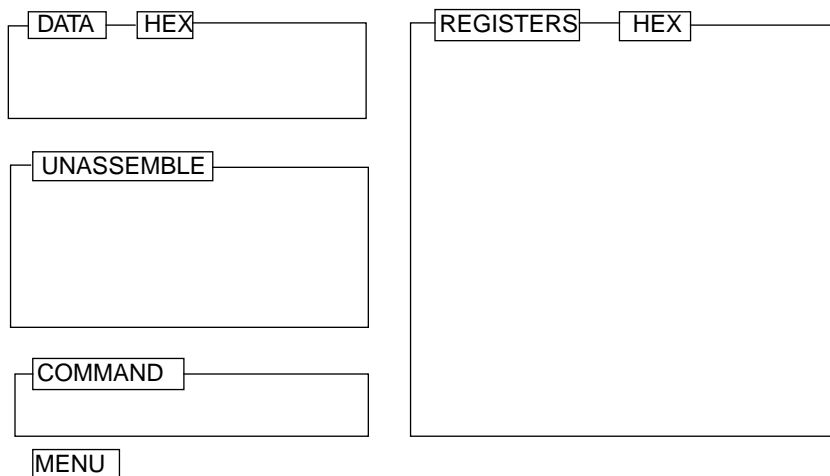 DATA HEX
REGISTERS HEX
UNASSEMBLE
COMMAND
MENU